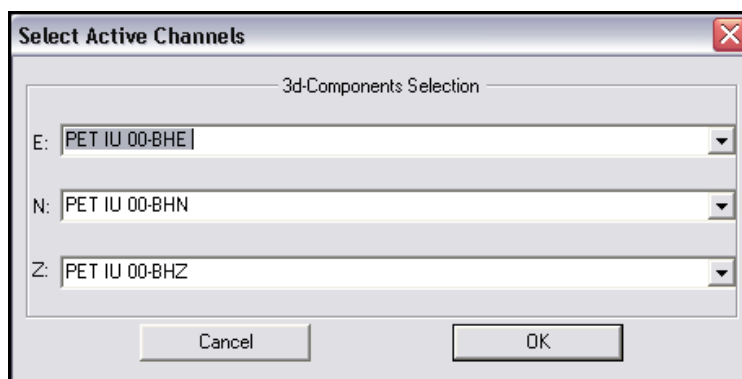 Select Active Channels
3d-Components Selection
E: PET IU 00-BHE
N: PET IU 00-BHN
Z: PET IU 00-BHZ
Cancel OK